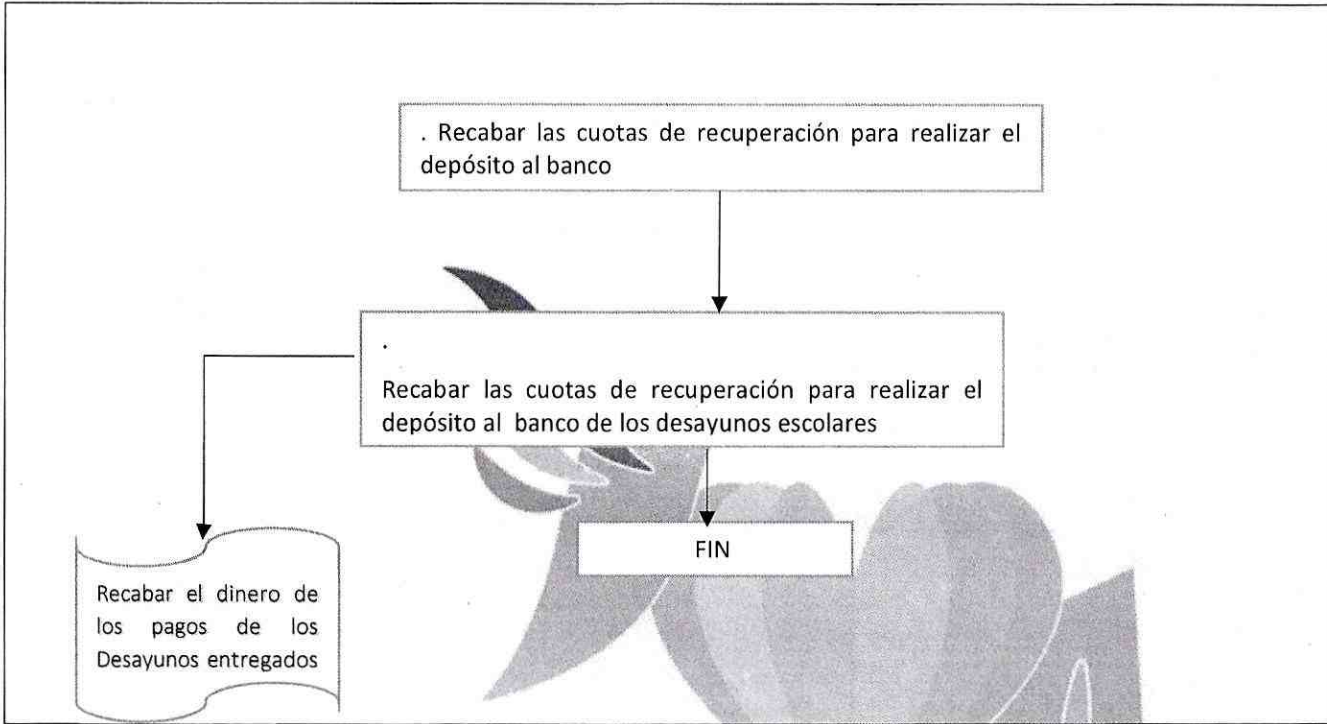 . Recabar las cuotas de recuperación para realizar el
depósito al banco
.
Recabar las cuotas de recuperación para realizar el
depósito al banco de los desayunos escolares
FIN
Recabar el dinero de
los pagos de los
Desayunos entregados